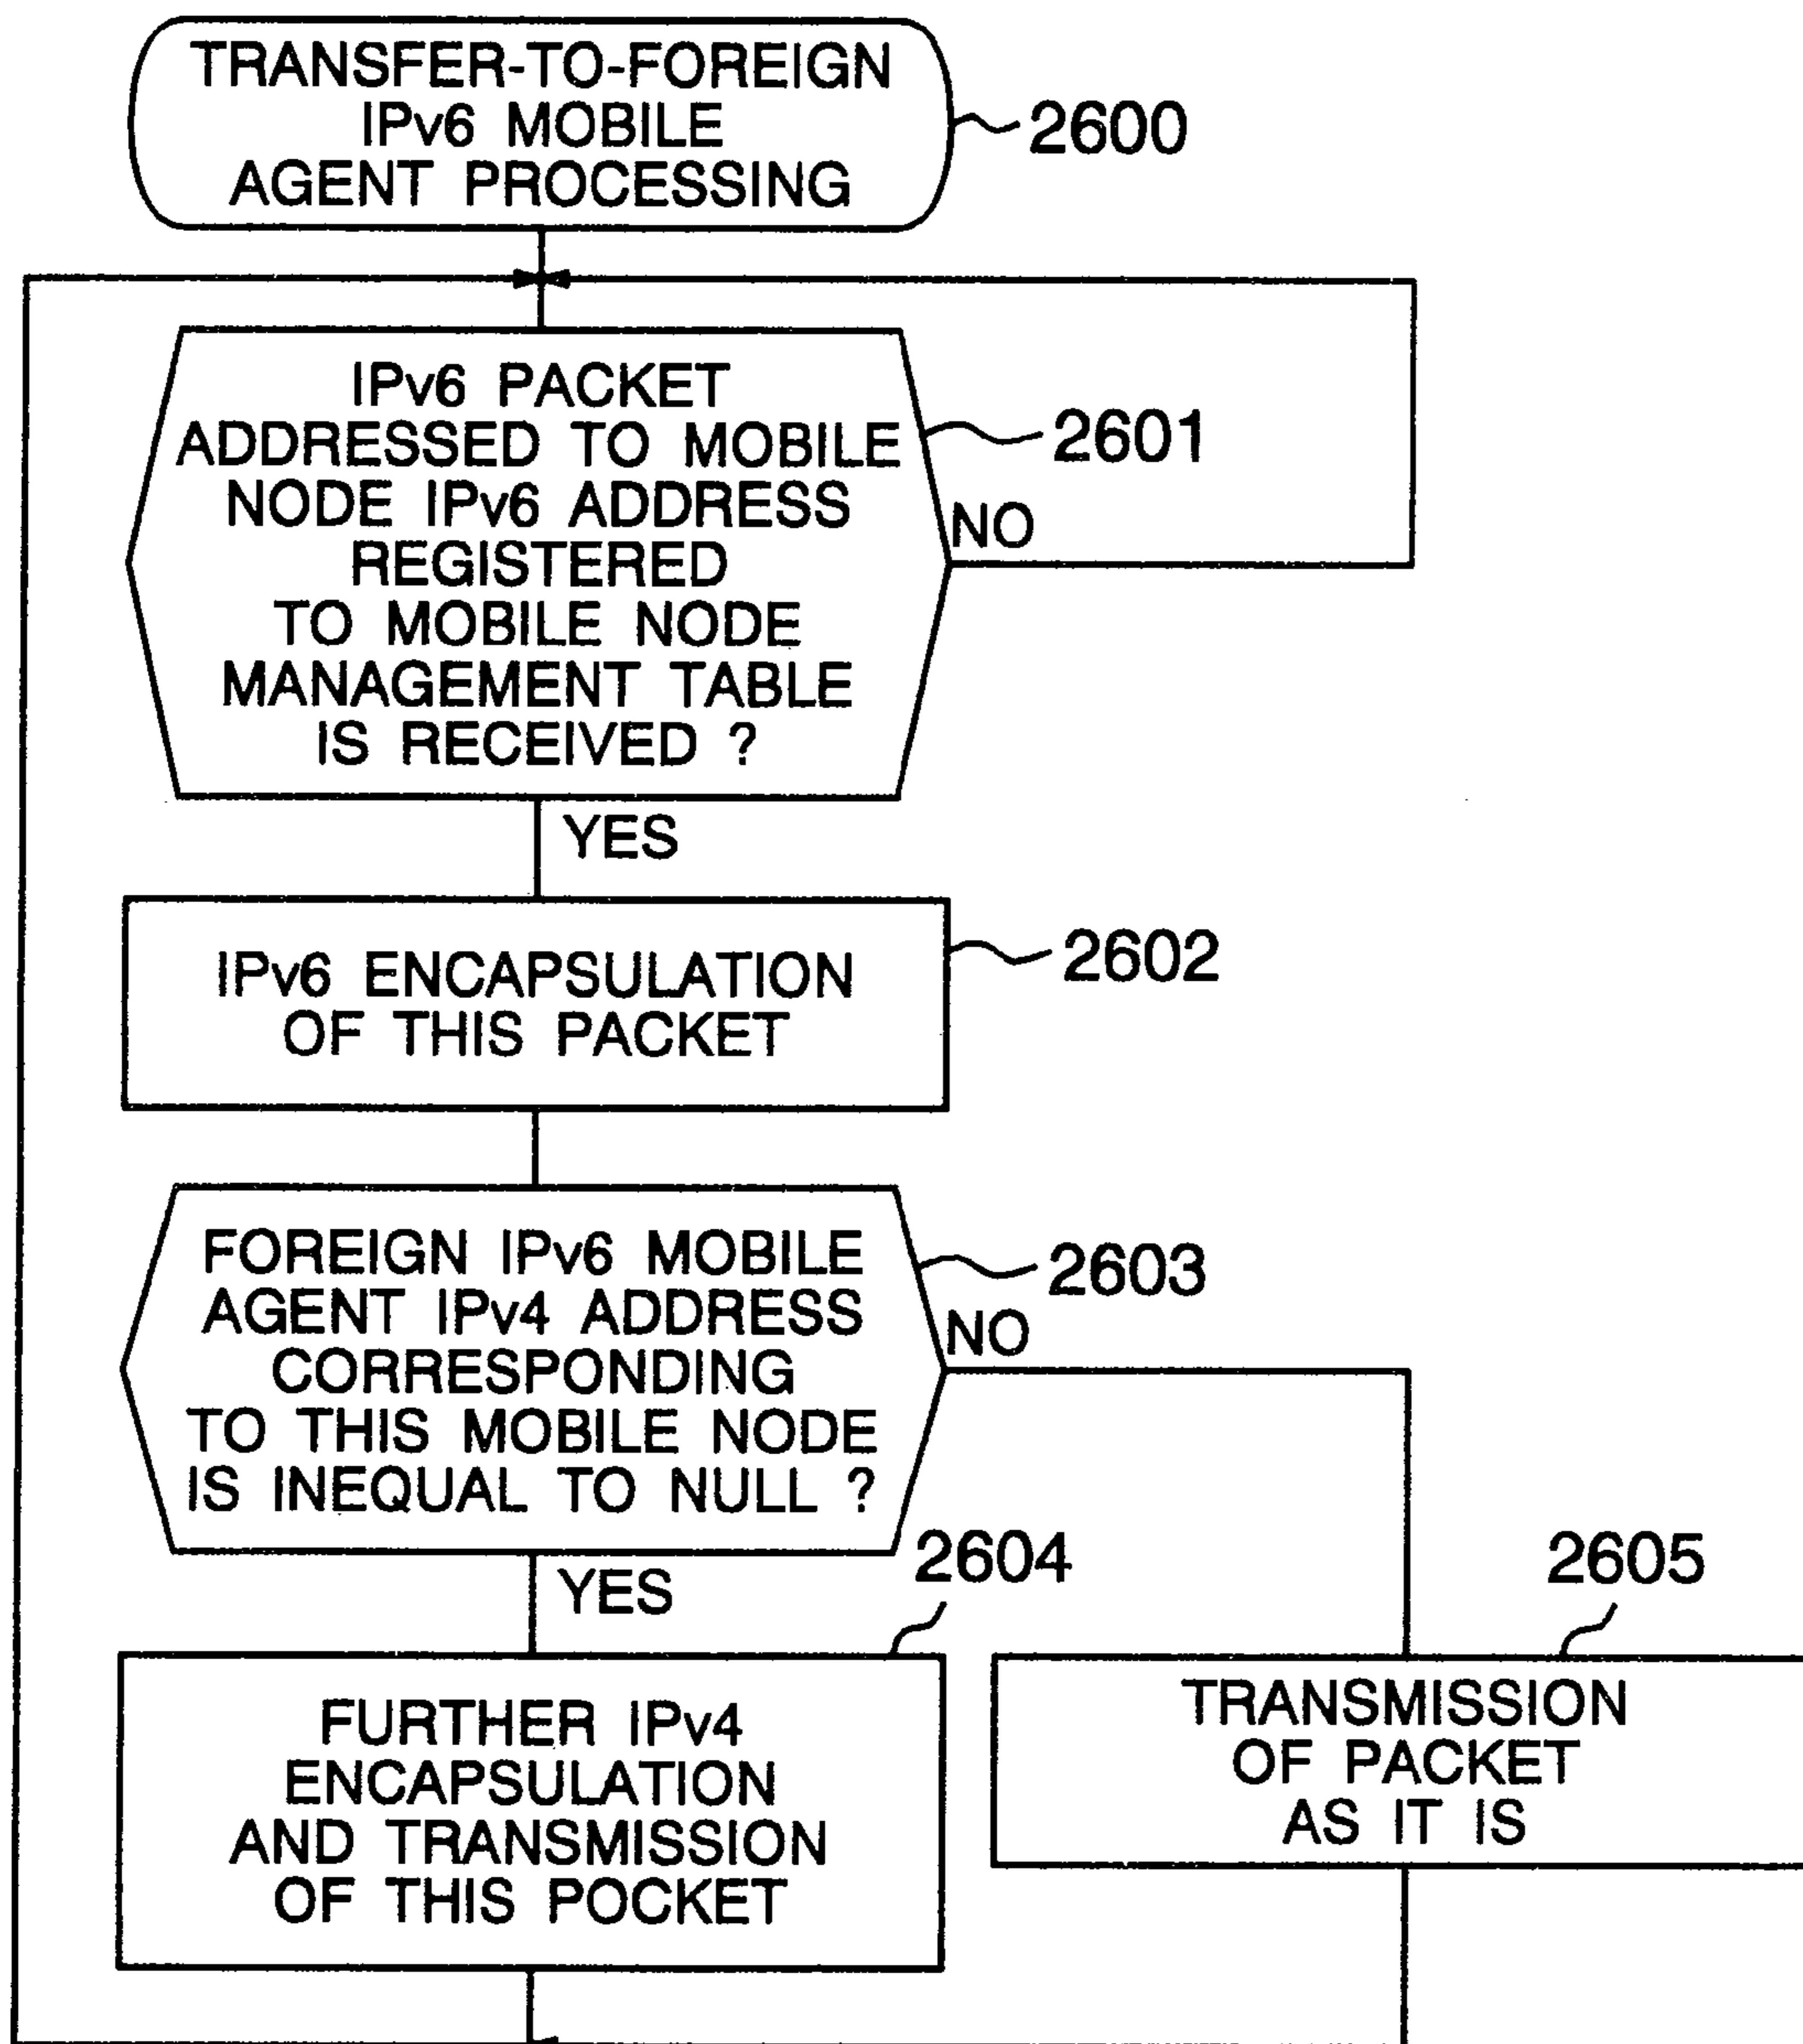 TRANSFER-TO-FOREIGN
IPv6 MOBILE
AGENT PROCESSING
2600
IPv6 PACKET
ADDRESSED TO MOBILE
NODE IPv6 ADDRESS
REGISTERED
TO MOBILE NODE
MANAGEMENT TABLE
IS RECEIVED ?
2601
NO
YES
IPv6 ENCAPSULATION
OF THIS PACKET
2602
FOREIGN IPv6 MOBILE
AGENT IPv4 ADDRESS
CORRESPONDING
TO THIS MOBILE NODE
IS INEQUAL TO NULL ?
2603
NO
YES
2604
2605
FURTHER IPv4
ENCAPSULATION
AND TRANSMISSION
OF THIS POCKET
TRANSMISSION
OF PACKET
AS IT IS